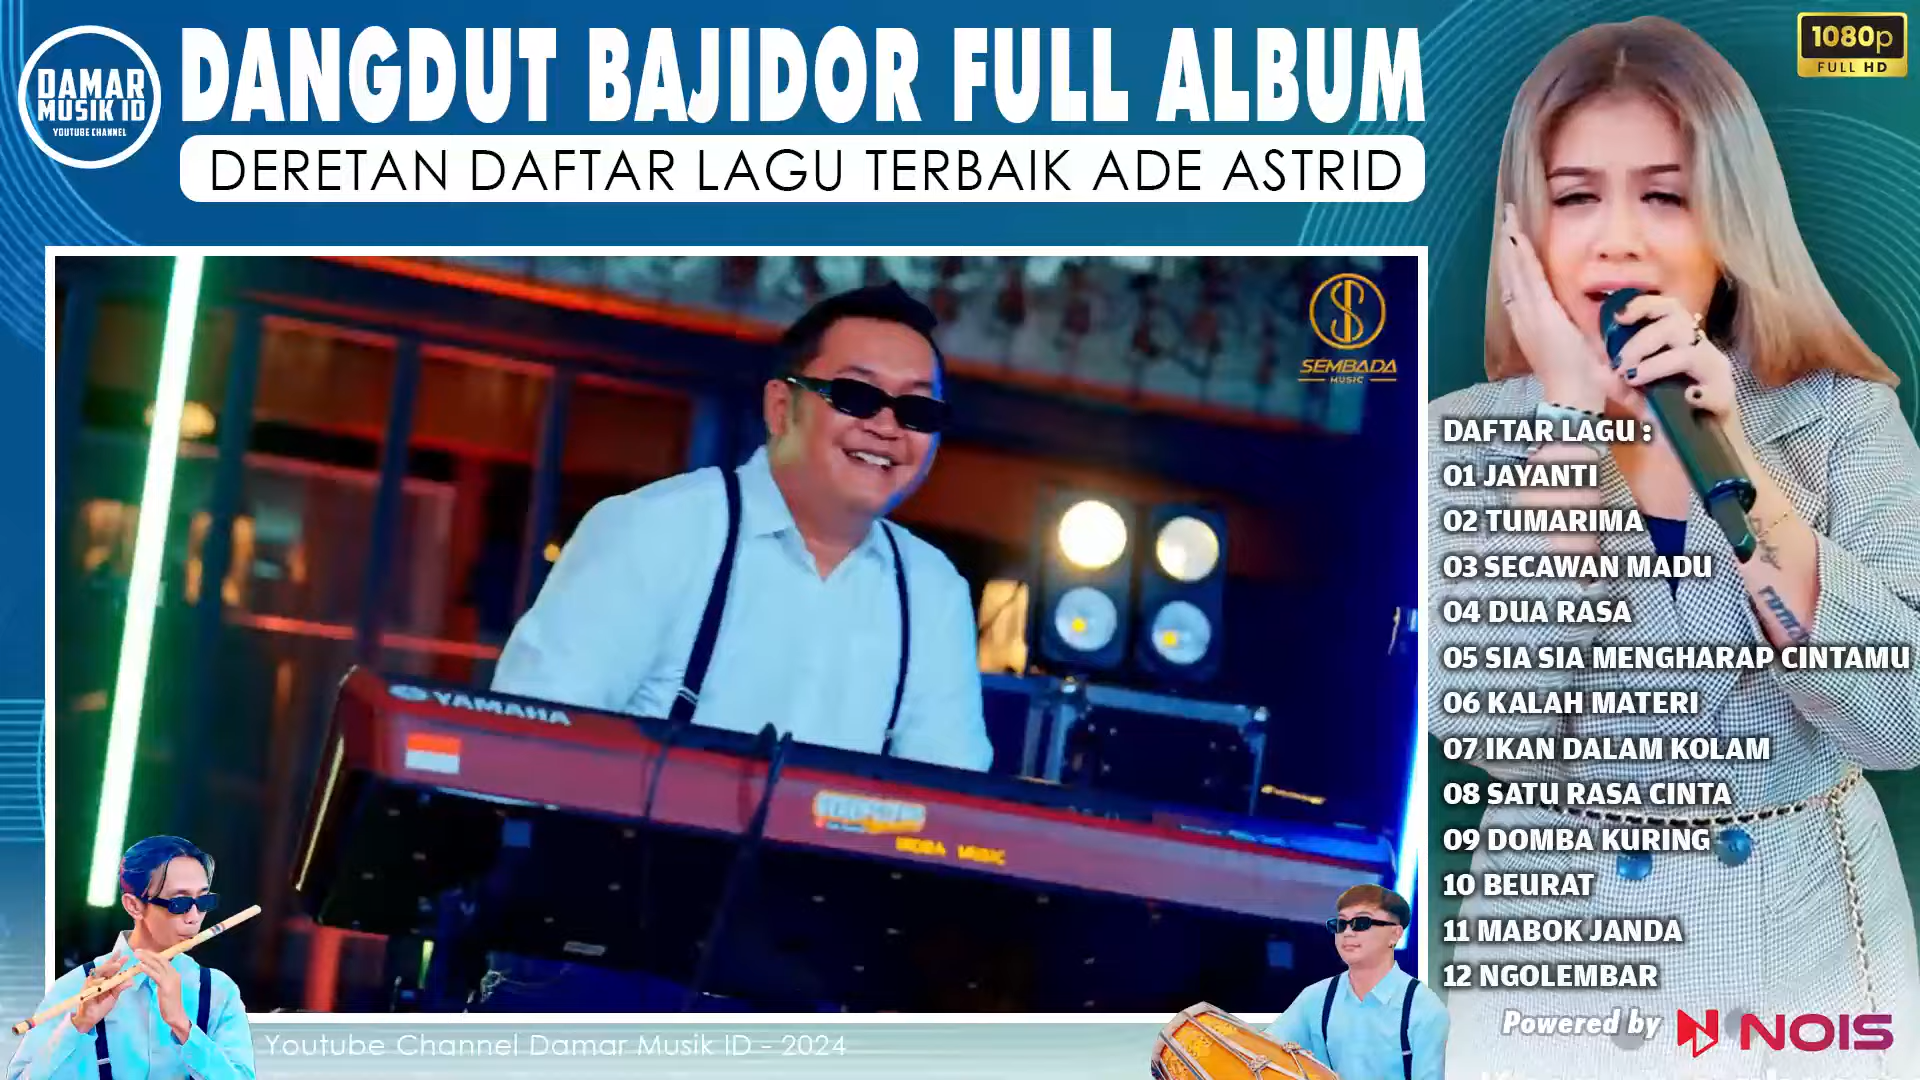 DAMAR
MUSIK ID
YOUTUBE CHANNEL
DANGDUT BAJIDOR FULL ALBUM
DERETAN DAFTAR LAGU TERBAIK ADE ASTRID
1080p
FULL HD
SEMBADA
MUSIC
YAMAHA
MUSIC
DAFTAR LAGU :
01 JAYANTI
02 TUMARIMA
03 SECAWAN MADU
04 DUA RASA
05 SIA SIA MENGHARAP CINTAMU
06 KALAH MATERI
07 IKAN DALAM KOLAM
08 SATU RASA CINTA
09 DOMBA KURING
10 BEURAT
11 MABOK JANDA
12 NGOLEMBAR
Powered by NOIS
Youtube Channel Damar Musik ID - 2024